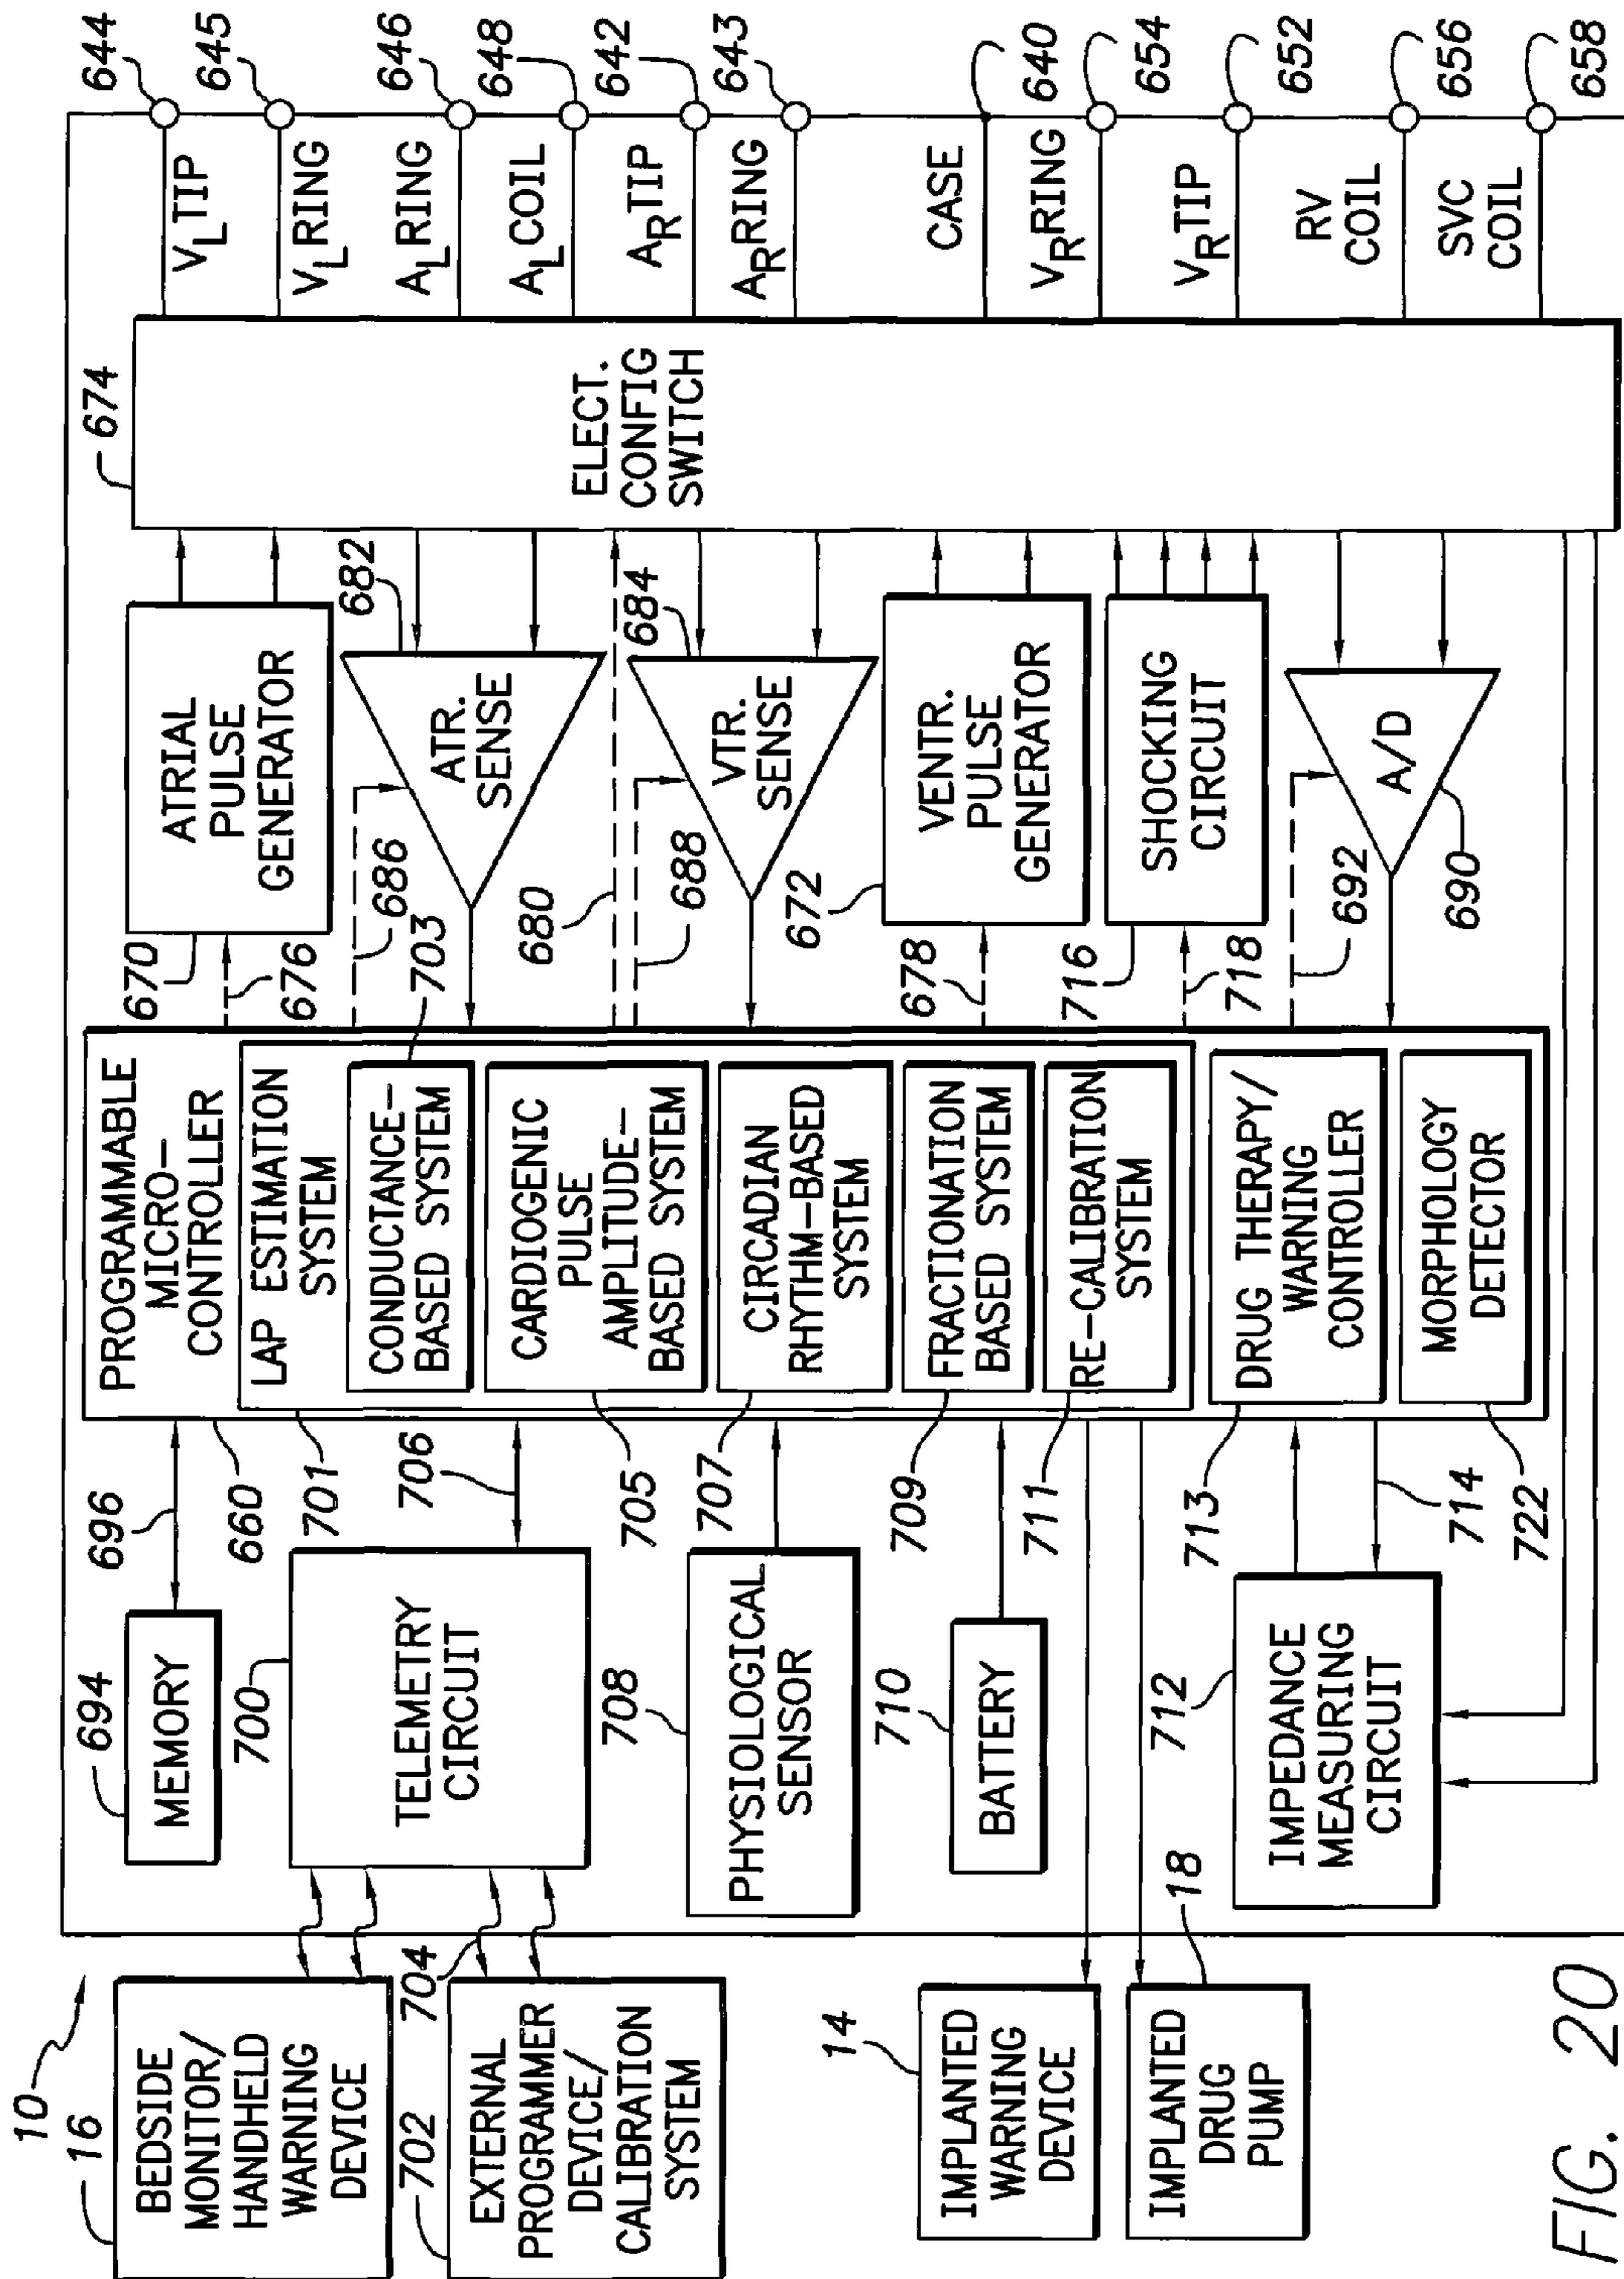 10
16
BEDSIDE
MONITOR/
HANDHELD
WARNING
DEVICE
702
EXTERNAL
PROGRAMER
DEVICE/
CALIBRATION
SYSTEM
704
14
IMPLANTED
WARNING
DEVICE
IMPLANTED
DRUG
PUMP
18
694
MEMORY
696
660
700
TELEMETRY
CIRCUIT
701
706
705
708
PHYSIOLOGICAL
SENSOR
707
710
BATTERY
709
711
712
IMPEDANCE
MEASURING
CIRCUIT
713
714
722
PROGRAMMABLE
MICRO-
CONTROLLER
LAP ESTIMATION
SYSTEM
CONDUCTANCE-
BASED SYSTEM
CARDIOGENIC
PULSE
AMPLITUDE-
BASED SYSTEM
CIRCADIAN
RHYTHM-BASED
SYSTEM
FRACTIONATION
BASED SYSTEM
RE-CALIBRATION
SYSTEM
DRUG THERAPY/
WARNING
CONTROLLER
MORPHOLOGY
DETECTOR
670
676
ATRIAL
PULSE
GENERATOR
686
703
682
ATR.
SENSE
680
688
684
VTR.
SENSE
672
678
VENTR.
PULSE
GENERATOR
716
718
SHOCKING
CIRCUIT
692
A/D
690
674
ELECT.
CONFIG
SWITCH
VLTIP
644
VLRING
645
ALRING
646
ALCOIL
648
ARTIP
642
ARRING
643
CASE
640
VRRING
654
VRTIP
652
RV
COIL
656
SVC
COIL
658
FIG. 20